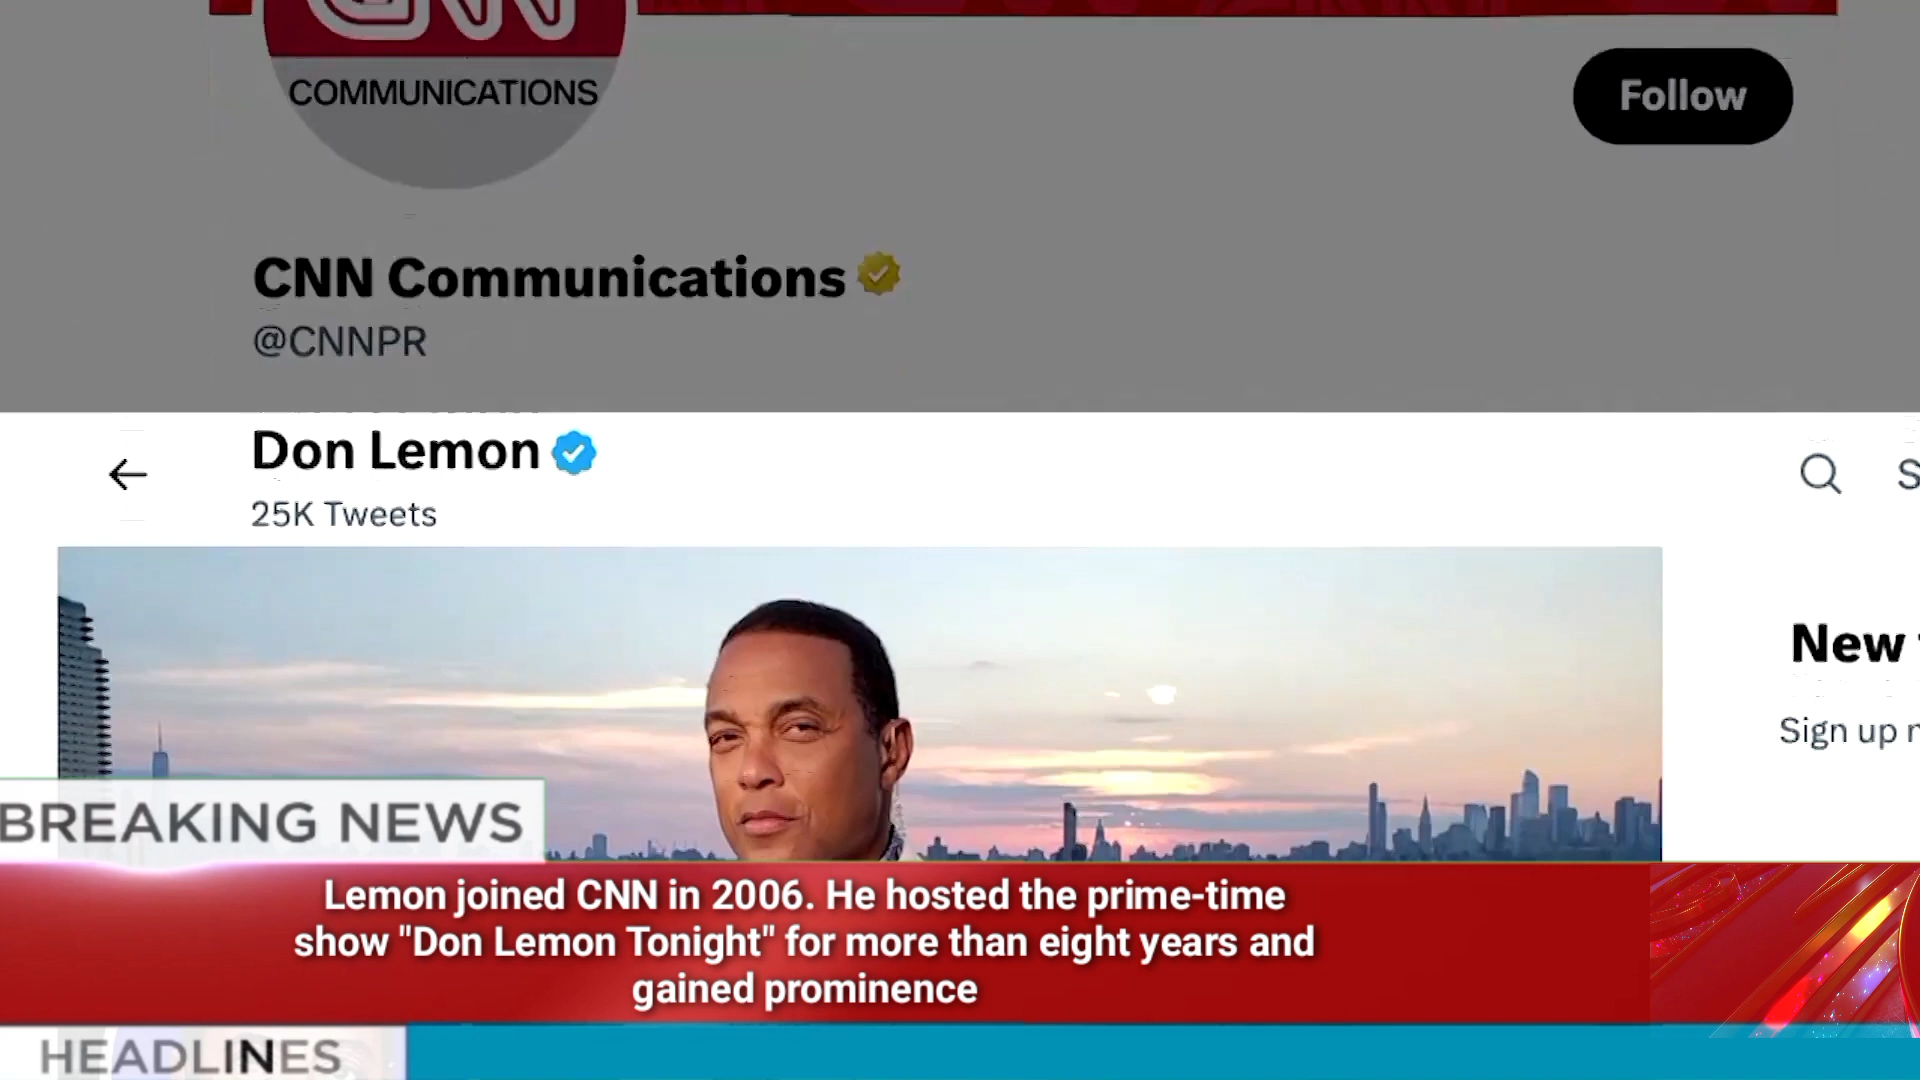 CNN
COMMUNICATIONS
Follow
CNN Communications
@CNNPR
Don Lemon
25K Tweets
S
New
Sign up
BREAKING NEWS
Lemon joined CNN in 2006. He hosted the prime-time
show "Don Lemon Tonight" for more than eight years and
gained prominence
HEADLINES